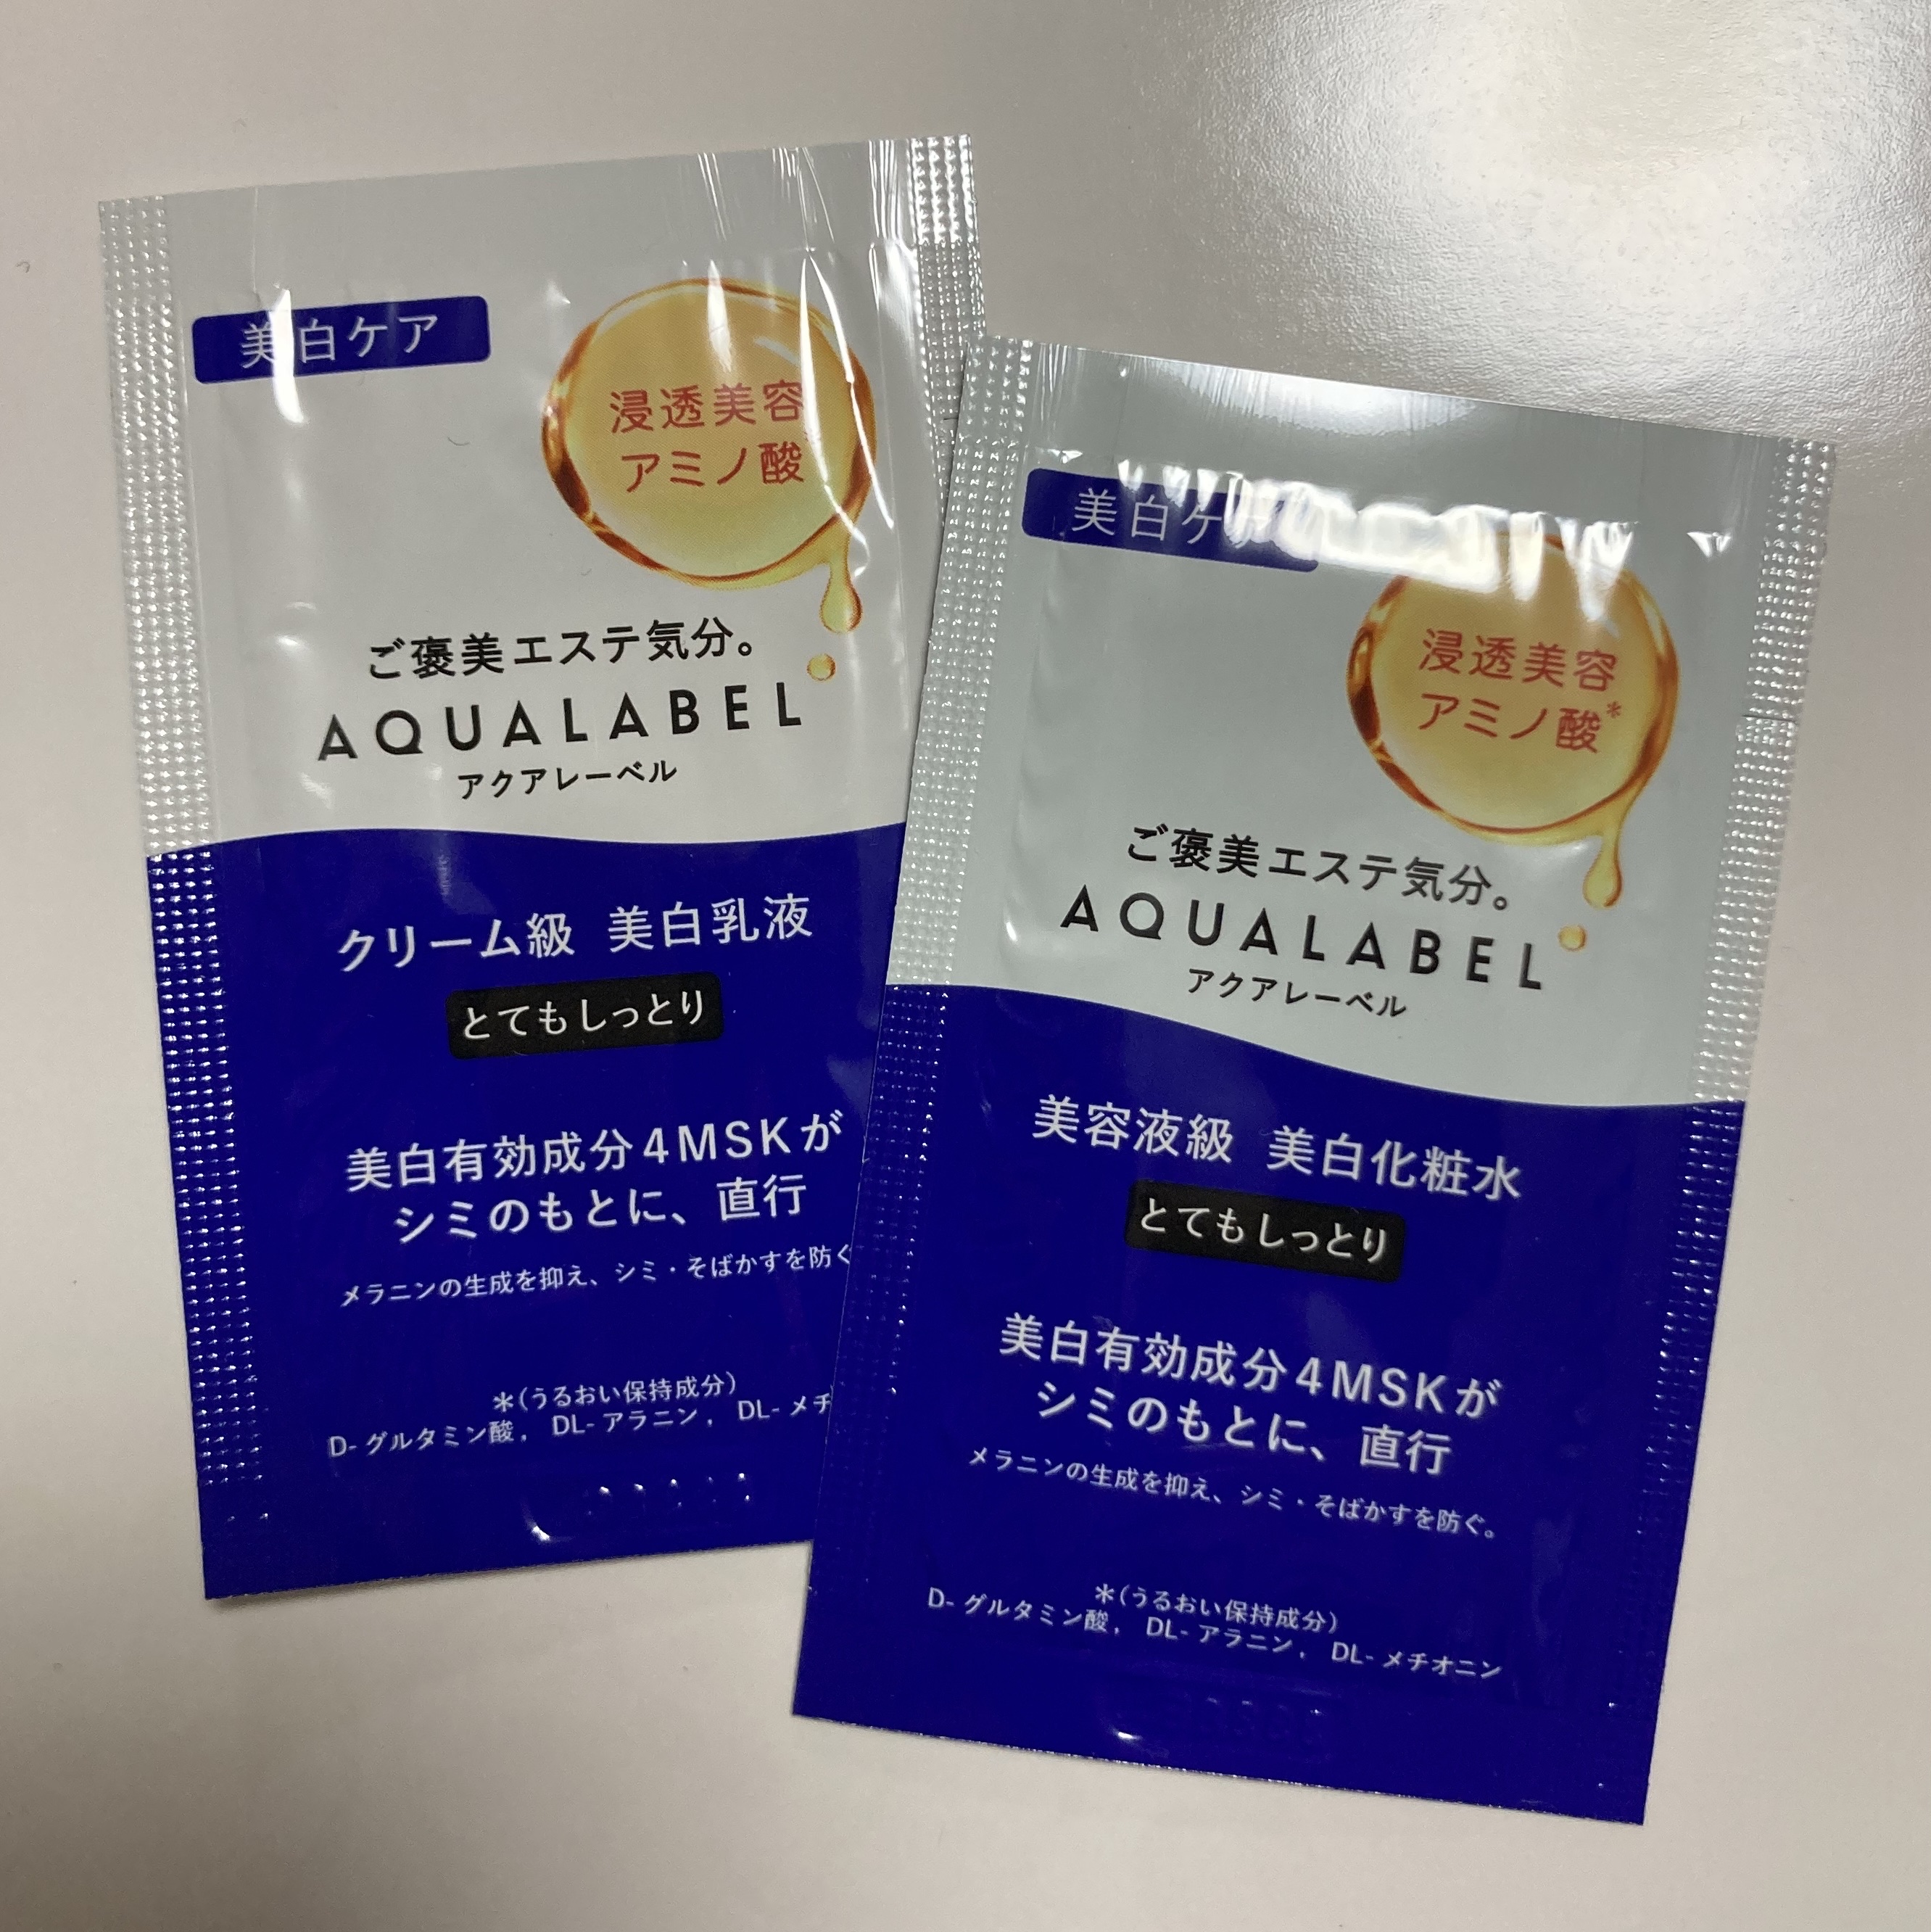 美白ケア
浸透美容
アミノ酸
ご褒美エステ気分。
AQUALABEL
アクアレーベル
クリーム級 美白乳液
とてもしっとり
美白有効成分4MSKが
シミのもとに、直行
メラニンの生成を抑え、シミ・そばかすを防ぐ
*(うるおい保持成分)
D-グルタミン酸, DL-アラニン, DL-メチ
美白ケア
浸透美容
アミノ酸*
ご褒美エステ気分。
AQUALABEL
アクアレーベル
美容液級 美白化粧水
とてもしっとり
美白有効成分4MSKが
シミのもとに、直行
メラニンの生成を抑え、シミ・そばかすを防ぐ。
*(うるおい保持成分)
D-グルタミン酸, DL-アラニン, DL-メチオニン